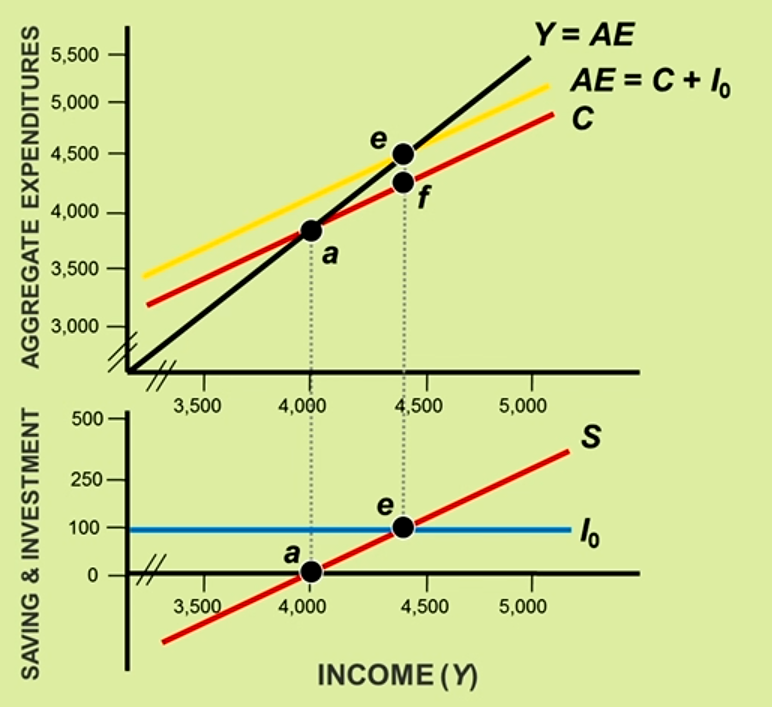 Y = AE
AE = C + I₀
C
AGGREGATE EXPENDITURES
5,500
5,000
4,500
4,000
3,500
3,000
e
f
a
3,500
4,000
4,500
5,000
SAVING & INVESTMENT
500
250
100
0
S
I₀
e
a
3,500
4,000
4,500
5,000
INCOME (Y)